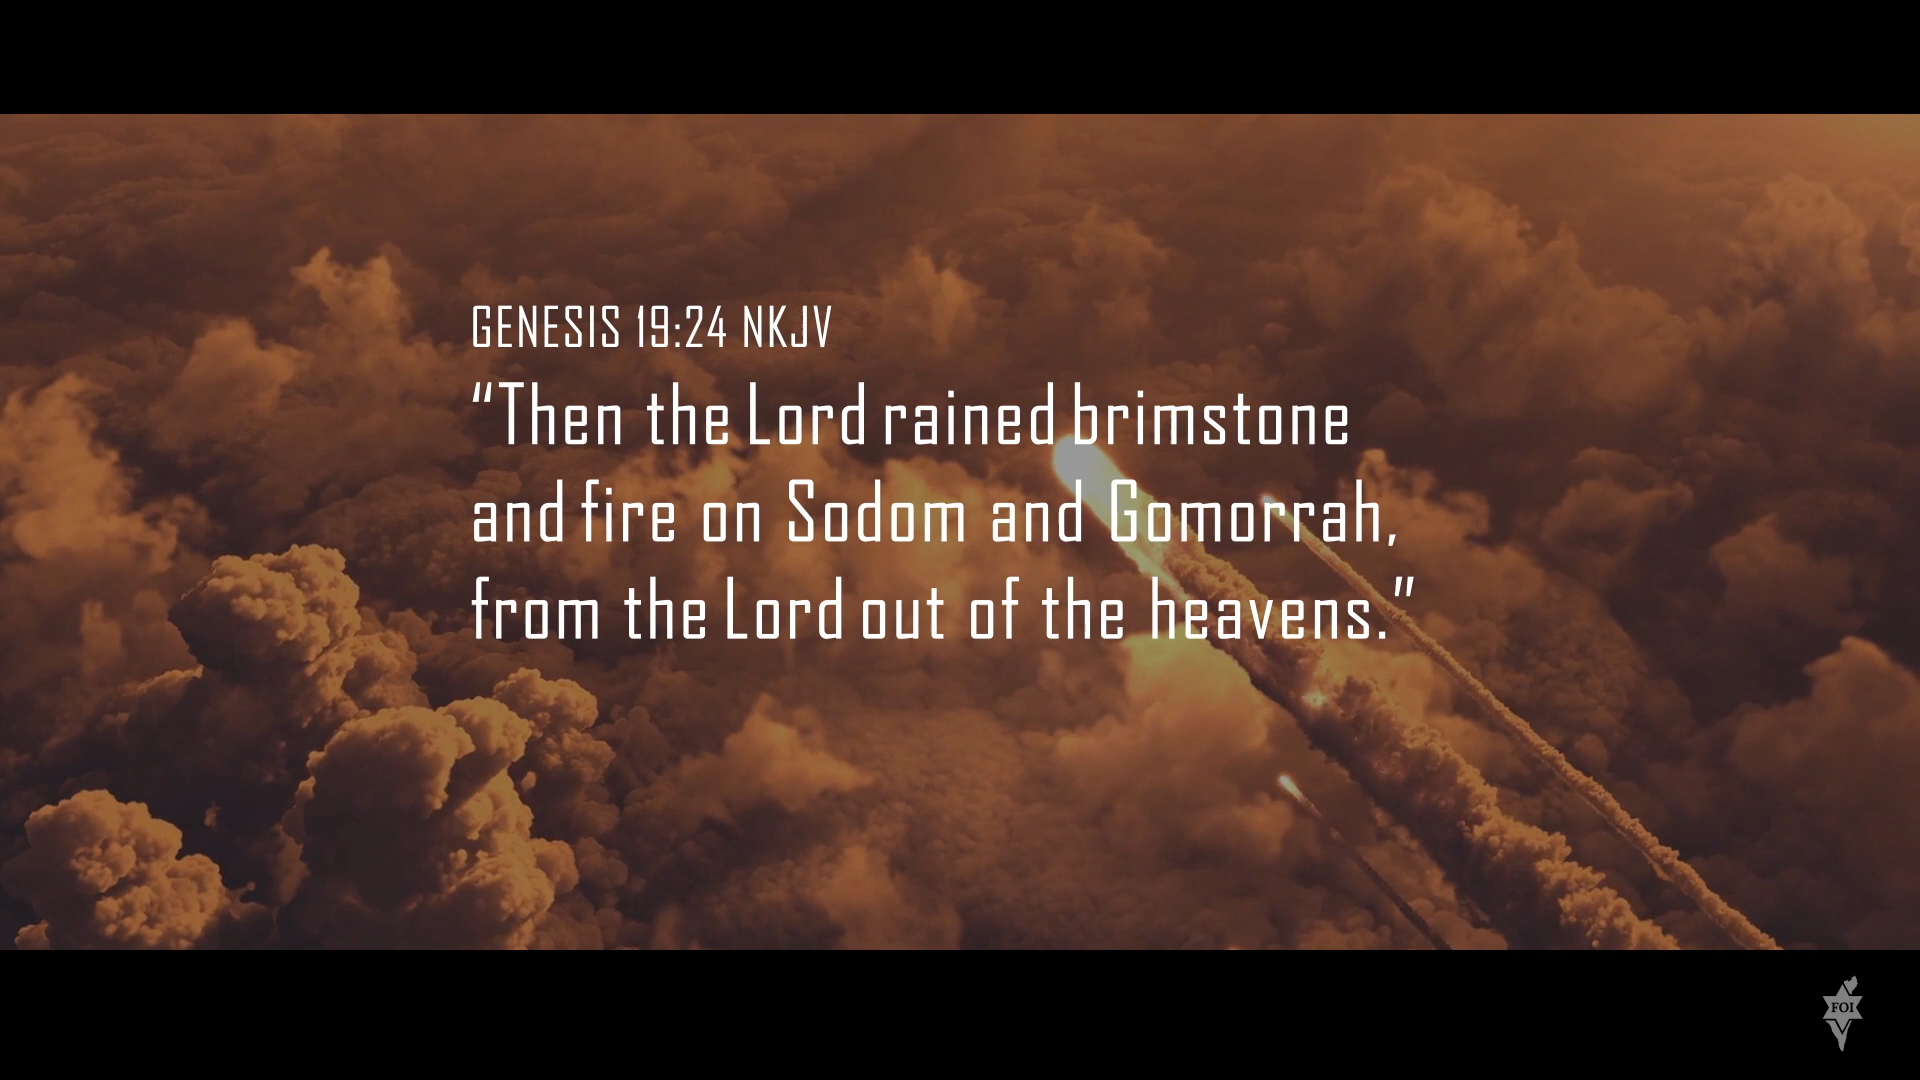 GENESIS 19:24 NKJV
“Then the Lord rained brimstone
and fire on Sodom and Gomorrah,
from the Lord out of the heavens.”
FOI